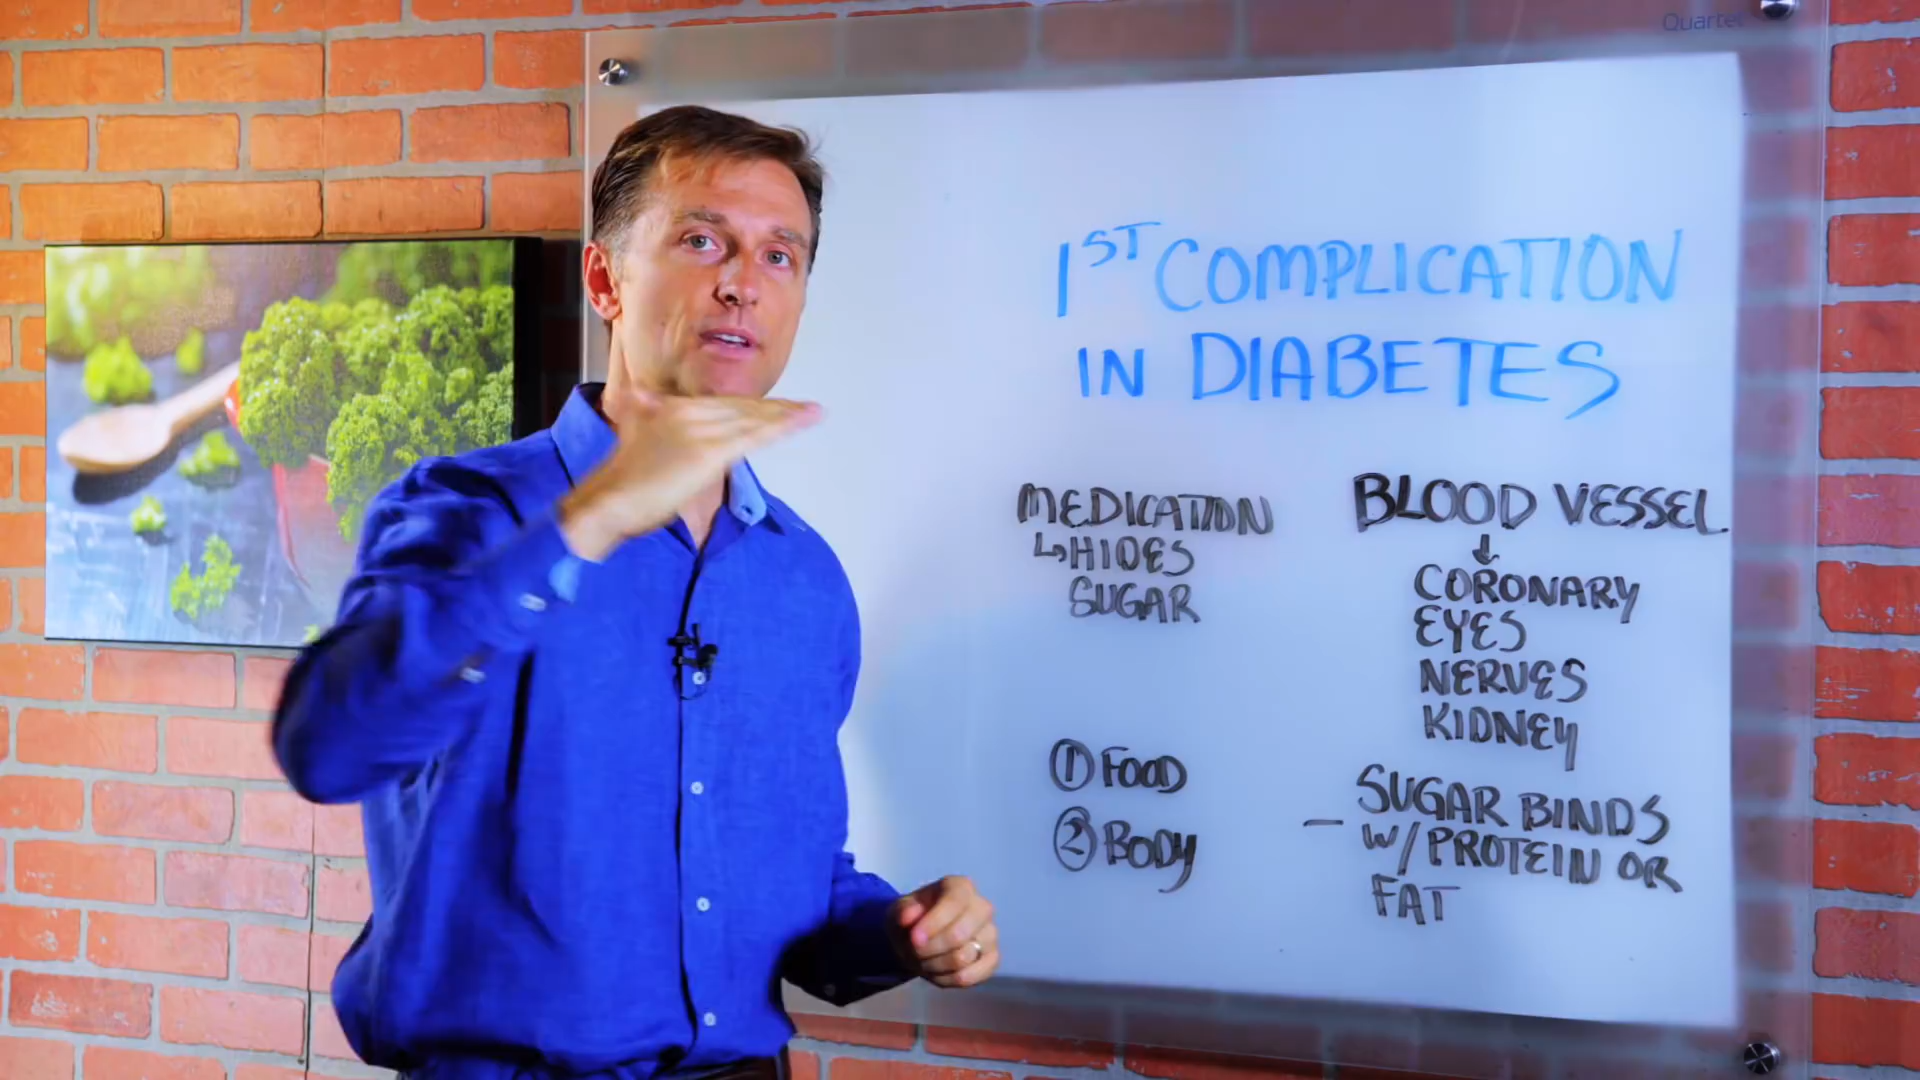 Quartet
1ST COMPLICATION
IN DIABETES
MEDICATION
↳HIDES
SUGAR
① FOOD
② BODY
BLOOD VESSEL
↓
CORONARY
EYES
NERVES
KIDNEY
— SUGAR BINDS
W/PROTEIN OR
FAT